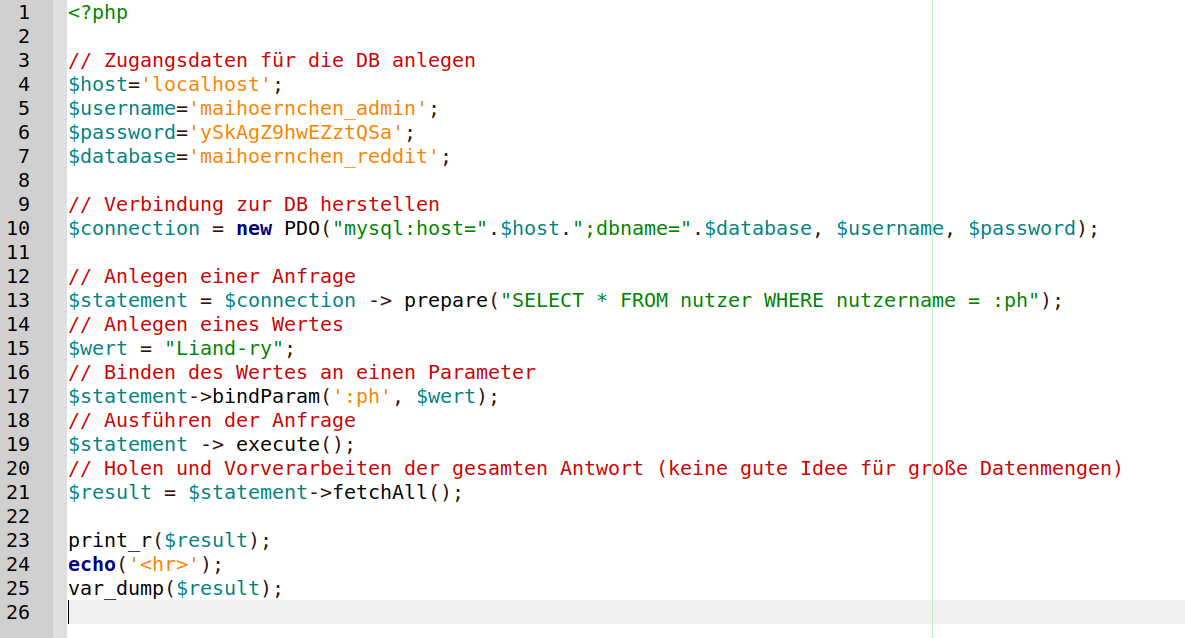 1 <?php
2
3 // Zugangsdaten für die DB anlegen
4 $host='localhost';
5 $username='maihoernchen_admin';
6 $password='ySkAgZ9hwEZztQSa';
7 $database='maihoernchen_reddit';
8
9 // Verbindung zur DB herstellen
10 $connection = new PDO("mysql:host=".$host.";dbname=".$database, $username, $password);
11
12 // Anlegen einer Anfrage
13 $statement = $connection -> prepare("SELECT * FROM nutzer WHERE nutzername = :ph");
14 // Anlegen eines Wertes
15 $wert = "Liand-ry";
16 // Binden des Wertes an einen Parameter
17 $statement->bindParam(':ph', $wert);
18 // Ausführen der Anfrage
19 $statement -> execute();
20 // Holen und Vorverarbeiten der gesamten Antwort (keine gute Idee für große Datenmengen)
21 $result = $statement->fetchAll();
22
23 print_r($result);
24 echo('<hr>');
25 var_dump($result);
26